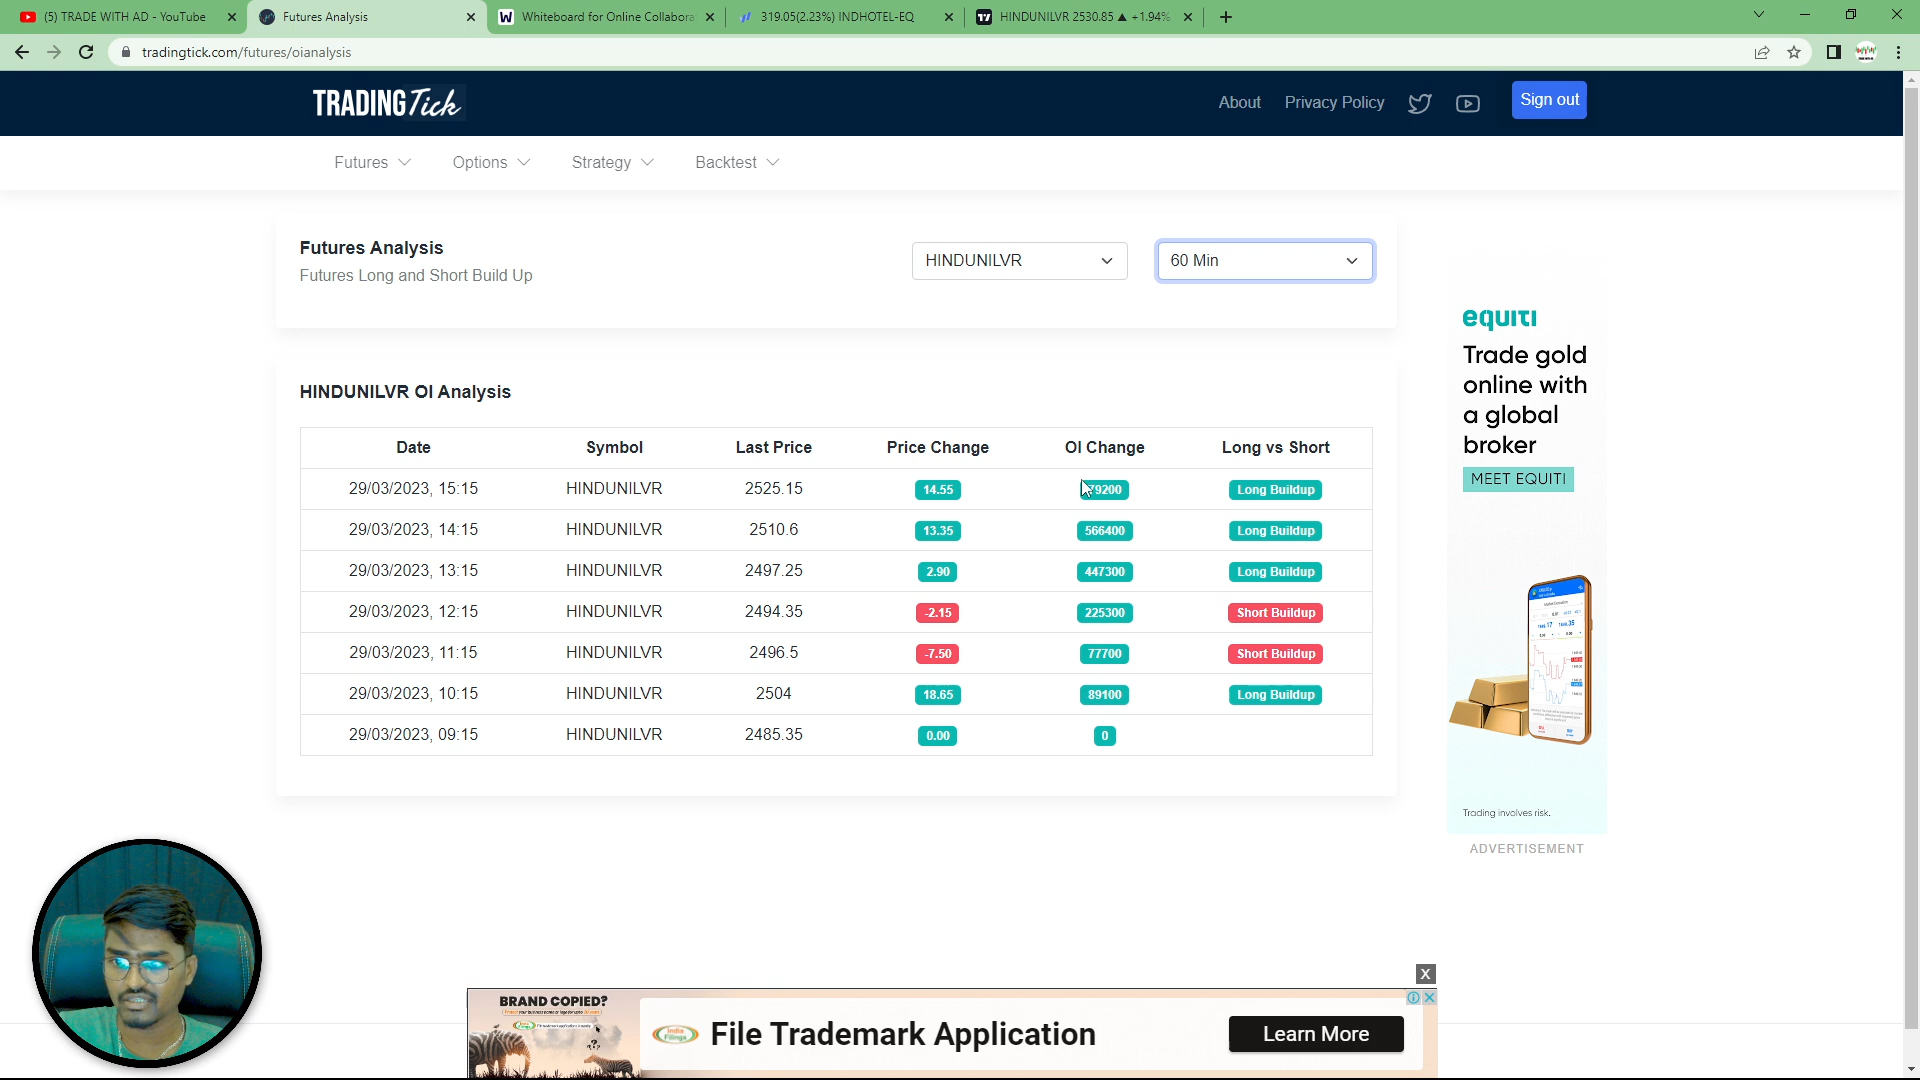 (5) TRADE WITH AD - YouTube
Futures Analysis
Whiteboard for Online Collabora
319.05(2.23%) INDHOTEL-EQ
HINDUNILVR 2530.85 ▲ +1.94%
tradingtick.com/futures/oianalysis
TRADINGTick
About Privacy Policy Sign out
Futures Options Strategy Backtest
Futures Analysis
Futures Long and Short Build Up
HINDUNILVR
60 Min
HINDUNILVR OI Analysis
Date Symbol Last Price Price Change OI Change Long vs Short
29/03/2023, 15:15 HINDUNILVR 2525.15 14.55 Long Buildup
29/03/2023, 14:15 HINDUNILVR 2510.6 13.35 566400 Long Buildup
29/03/2023, 13:15 HINDUNILVR 2497.25 2.90 447300 Long Buildup
29/03/2023, 12:15 HINDUNILVR 2494.35 -2.15 225300 Short Buildup
29/03/2023, 11:15 HINDUNILVR 2496.5 -7.50 77700 Short Buildup
29/03/2023, 10:15 HINDUNILVR 2504 18.65 89100 Long Buildup
29/03/2023, 09:15 HINDUNILVR 2485.35 0.00 0
equiti
Trade gold
online with
a global
broker
MEET EQUITI
Trading involves risk.
ADVERTISEMENT
X
BRAND COPIED?
File Trademark Application
Learn More